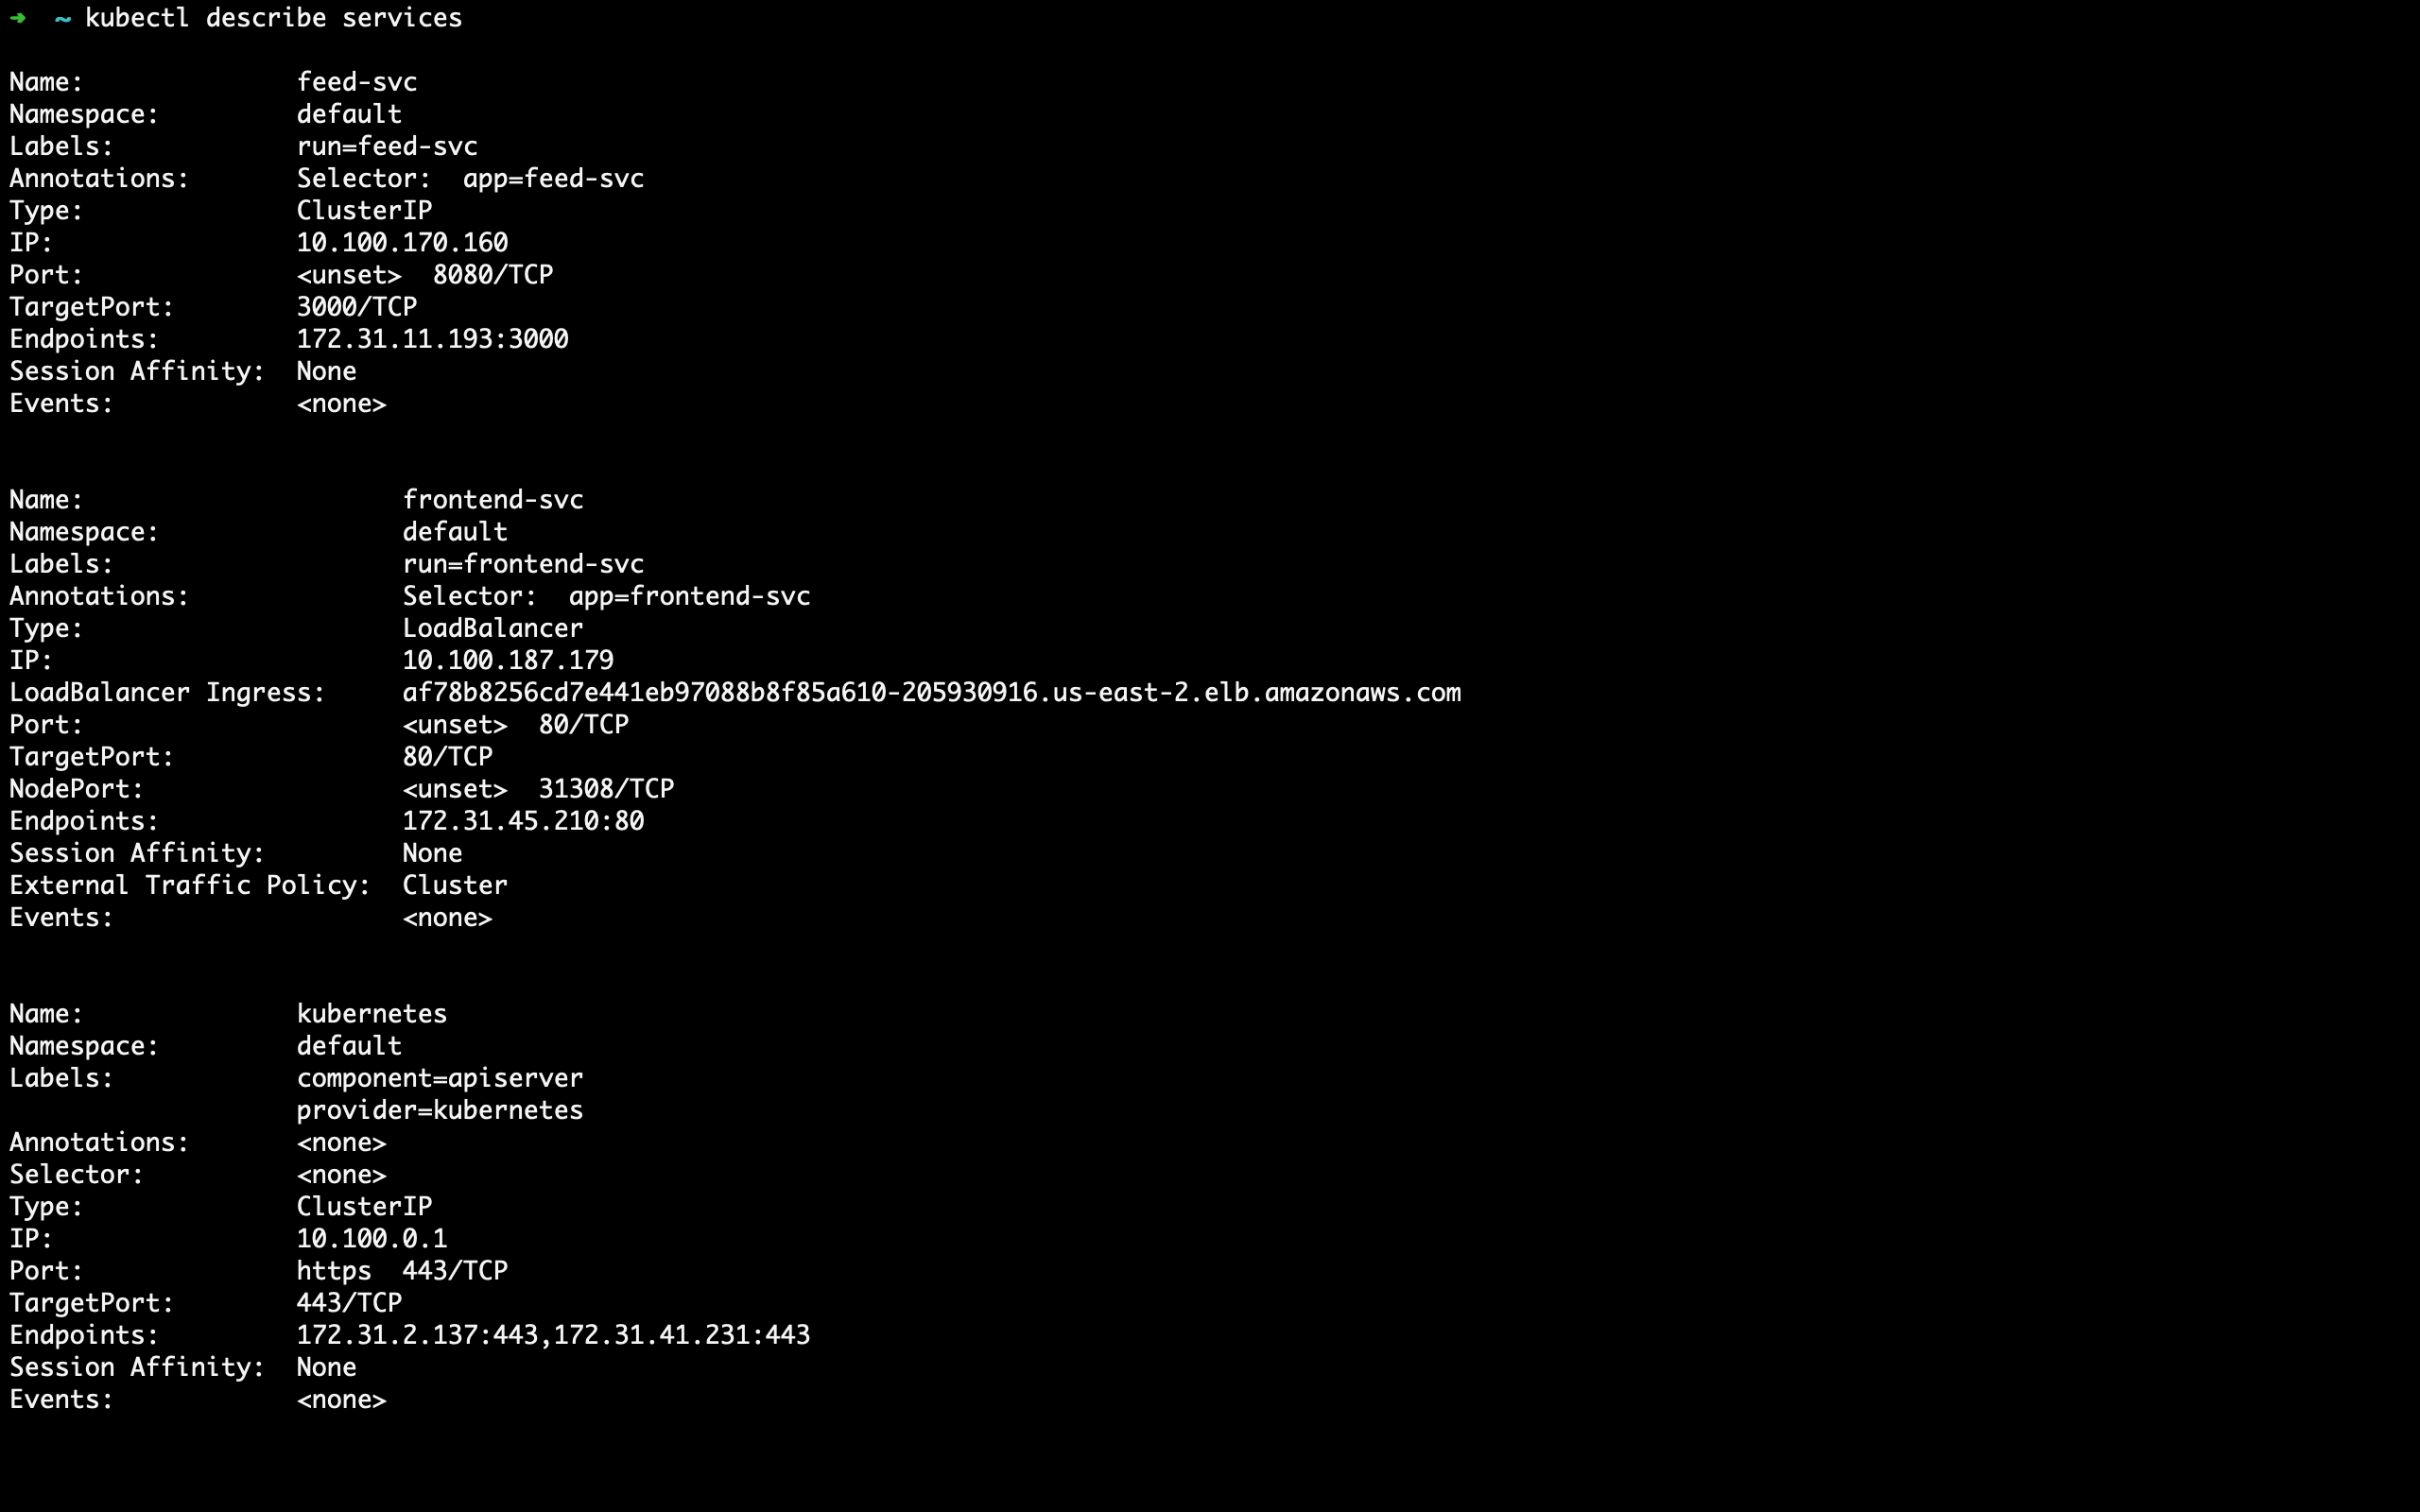 ➜  ~ kubectl describe services
Name:              feed-svc
Namespace:         default
Labels:            run=feed-svc
Annotations:       Selector:  app=feed-svc
Type:              ClusterIP
IP:                10.100.170.160
Port:              <unset>  8080/TCP
TargetPort:        3000/TCP
Endpoints:         172.31.11.193:3000
Session Affinity:  None
Events:            <none>
Name:                     frontend-svc
Namespace:                default
Labels:                   run=frontend-svc
Annotations:              Selector:  app=frontend-svc
Type:                     LoadBalancer
IP:                       10.100.187.179
LoadBalancer Ingress:     af78b8256cd7e441eb97088b8f85a610-205930916.us-east-2.elb.amazonaws.com
Port:                     <unset>  80/TCP
TargetPort:               80/TCP
NodePort:                 <unset>  31308/TCP
Endpoints:                172.31.45.210:80
Session Affinity:         None
External Traffic Policy:  Cluster
Events:                   <none>
Name:              kubernetes
Namespace:         default
Labels:            component=apiserver
                   provider=kubernetes
Annotations:       <none>
Selector:          <none>
Type:              ClusterIP
IP:                10.100.0.1
Port:              https  443/TCP
TargetPort:        443/TCP
Endpoints:         172.31.2.137:443,172.31.41.231:443
Session Affinity:  None
Events:            <none>